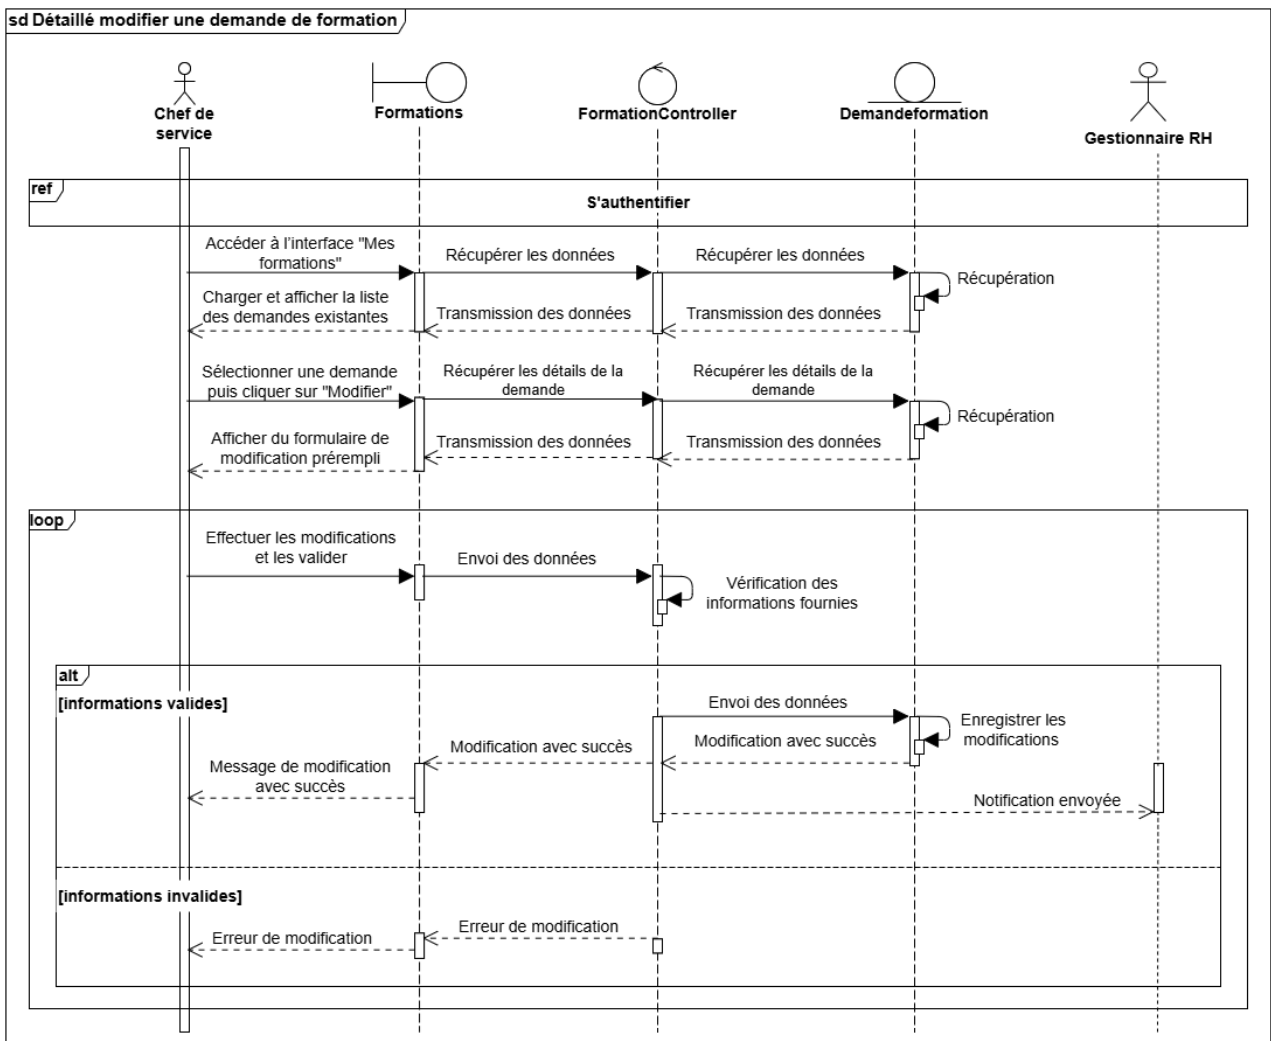 sd Détaillé modifier une demande de formation
Chef de
service
Formations
FormationController
Demandeformation
Gestionnaire RH
ref
S'authentifier
Accéder à l'interface "Mes
formations"
Récupérer les données
Récupérer les données
Récupération
Charger et afficher la liste
des demandes existantes
Transmission des données
Transmission des données
Sélectionner une demande
puis cliquer sur "Modifier"
Récupérer les détails de la
demande
Récupérer les détails de la
demande
Récupération
Afficher du formulaire de
modification prérempli
Transmission des données
Transmission des données
loop
Effectuer les modifications
et les valider
Envoi des données
Vérification des
informations fournies
alt
[informations valides]
Envoi des données
Enregistrer les
modifications
Modification avec succès
Modification avec succès
Message de modification
avec succès
Notification envoyée
[informations invalides]
Erreur de modification
Erreur de modification